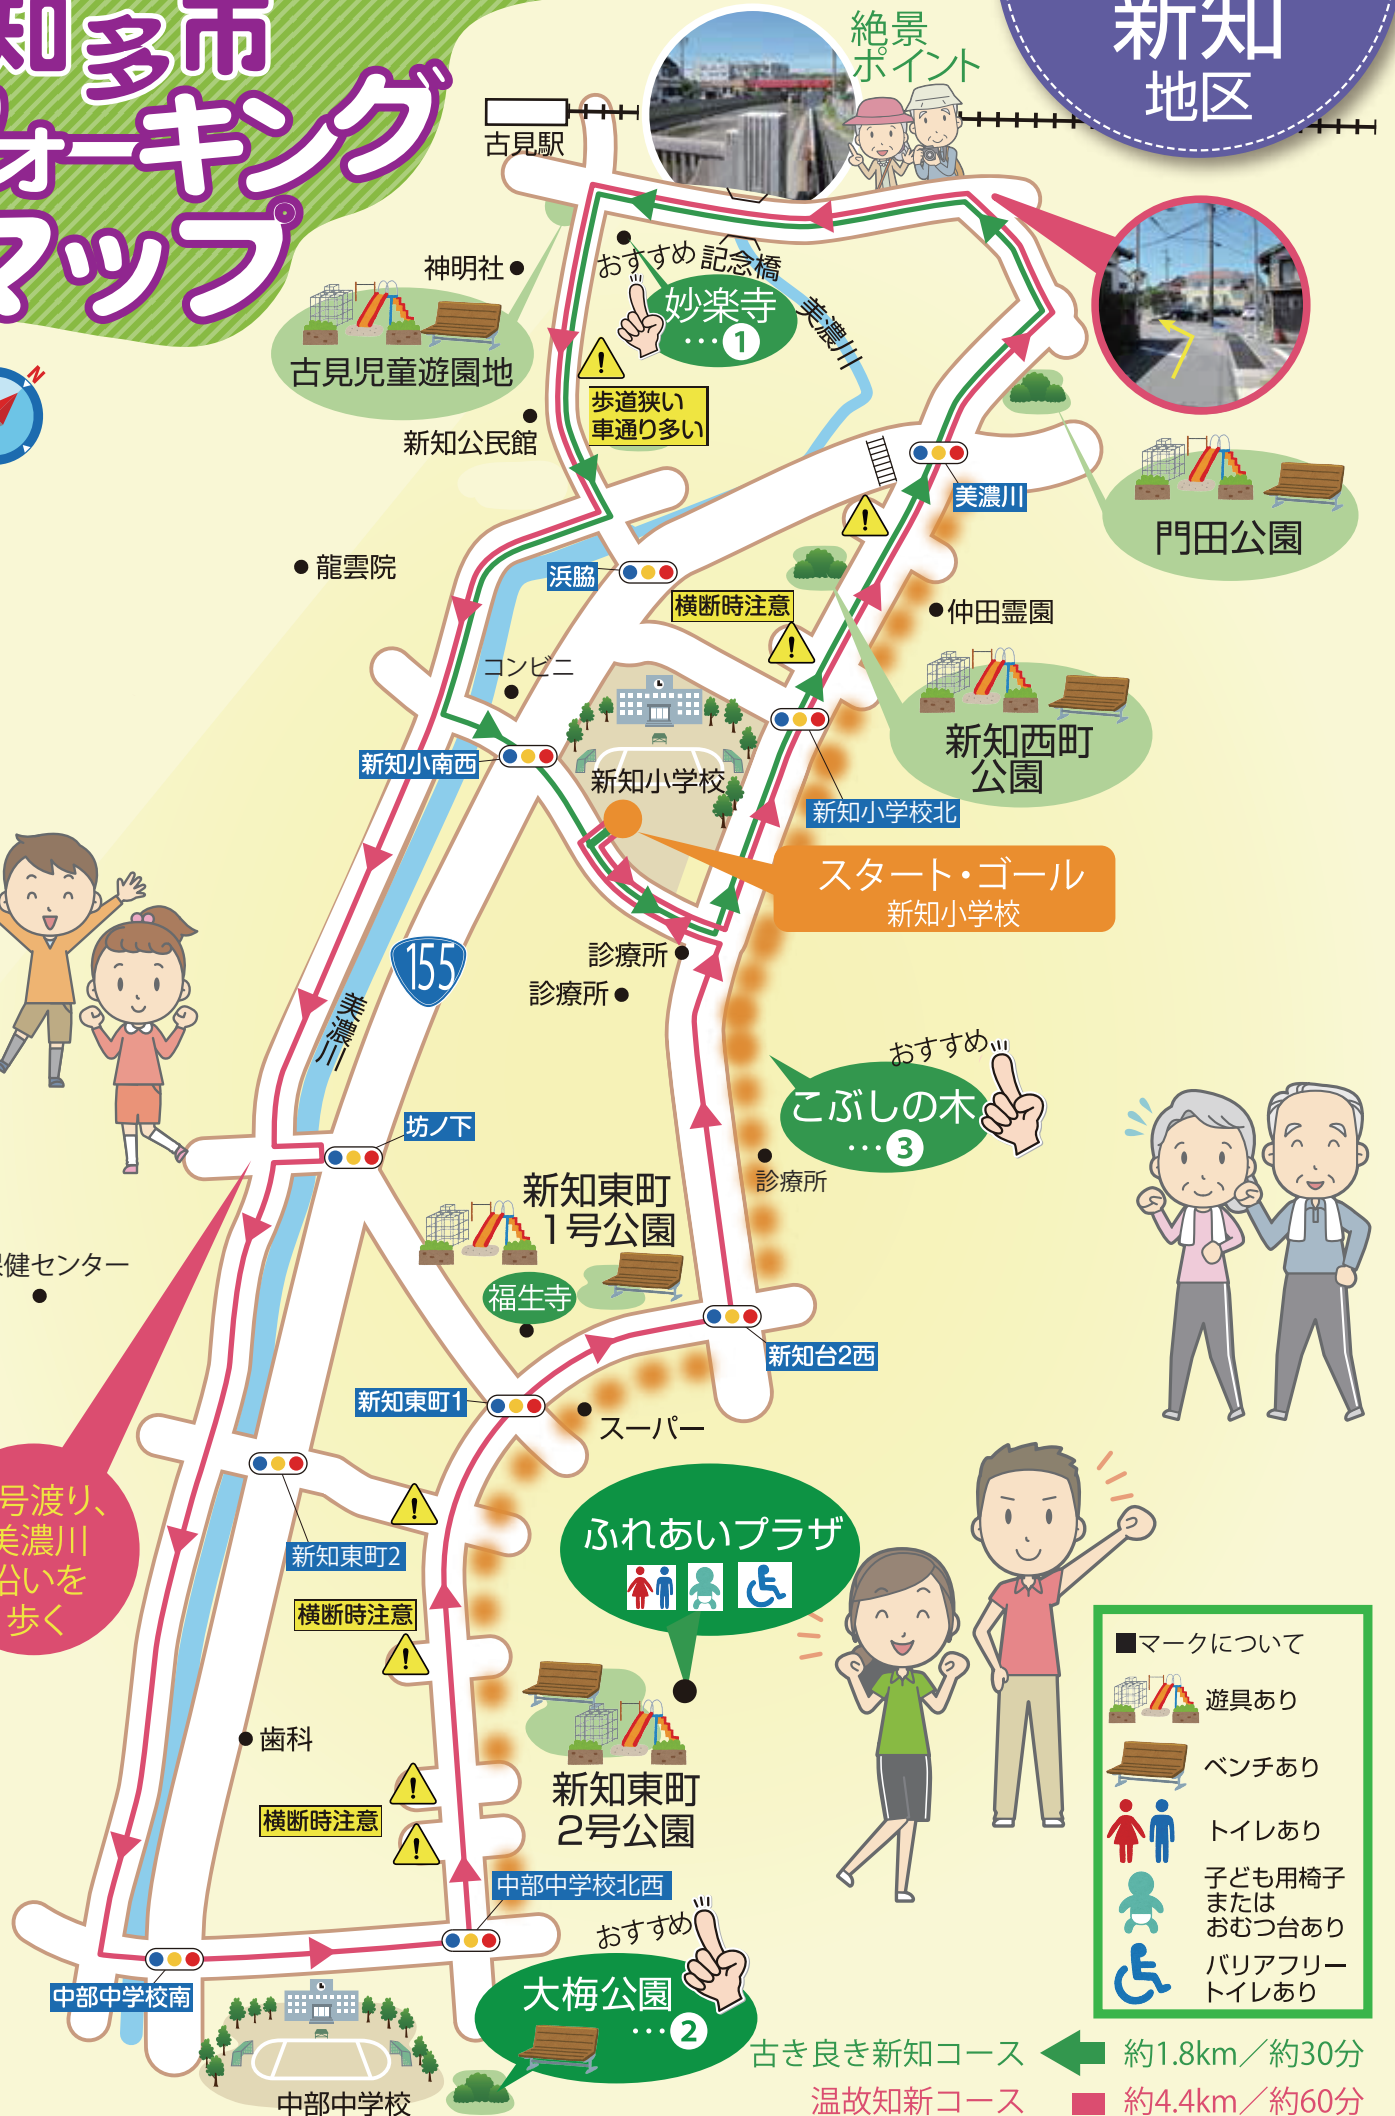 知多市
ウォーキング
マップ
新知
地区
絶景
ポイント
古見駅
N
神明社
おすすめ
記念橋
妙楽寺
…1
美濃川
古見児童遊園地
歩道狭い
車通り多い
新知公民館
美濃川
門田公園
龍雲院
浜脇
横断時注意
仲田霊園
コンビニ
新知小南西
新知小学校
新知西町
公園
新知小学校北
スタート・ゴール
新知小学校
診療所
155
診療所
美濃川
おすすめ
こぶしの木
…3
坊ノ下
診療所
新知東町
1号公園
保健センター
福生寺
新知台2西
新知東町1
スーパー
号渡り、
美濃川
沿いを
歩く
新知東町2
ふれあいプラザ
横断時注意
歯科
新知東町
2号公園
横断時注意
中部中学校北西
おすすめ
大梅公園
…2
中部中学校南
中部中学校
■マークについて
遊具あり
ベンチあり
トイレあり
子ども用椅子
または
おむつ台あり
バリアフリー
トイレあり
古き良き新知コース 約1.8km／約30分
温故知新コース 約4.4km／約60分